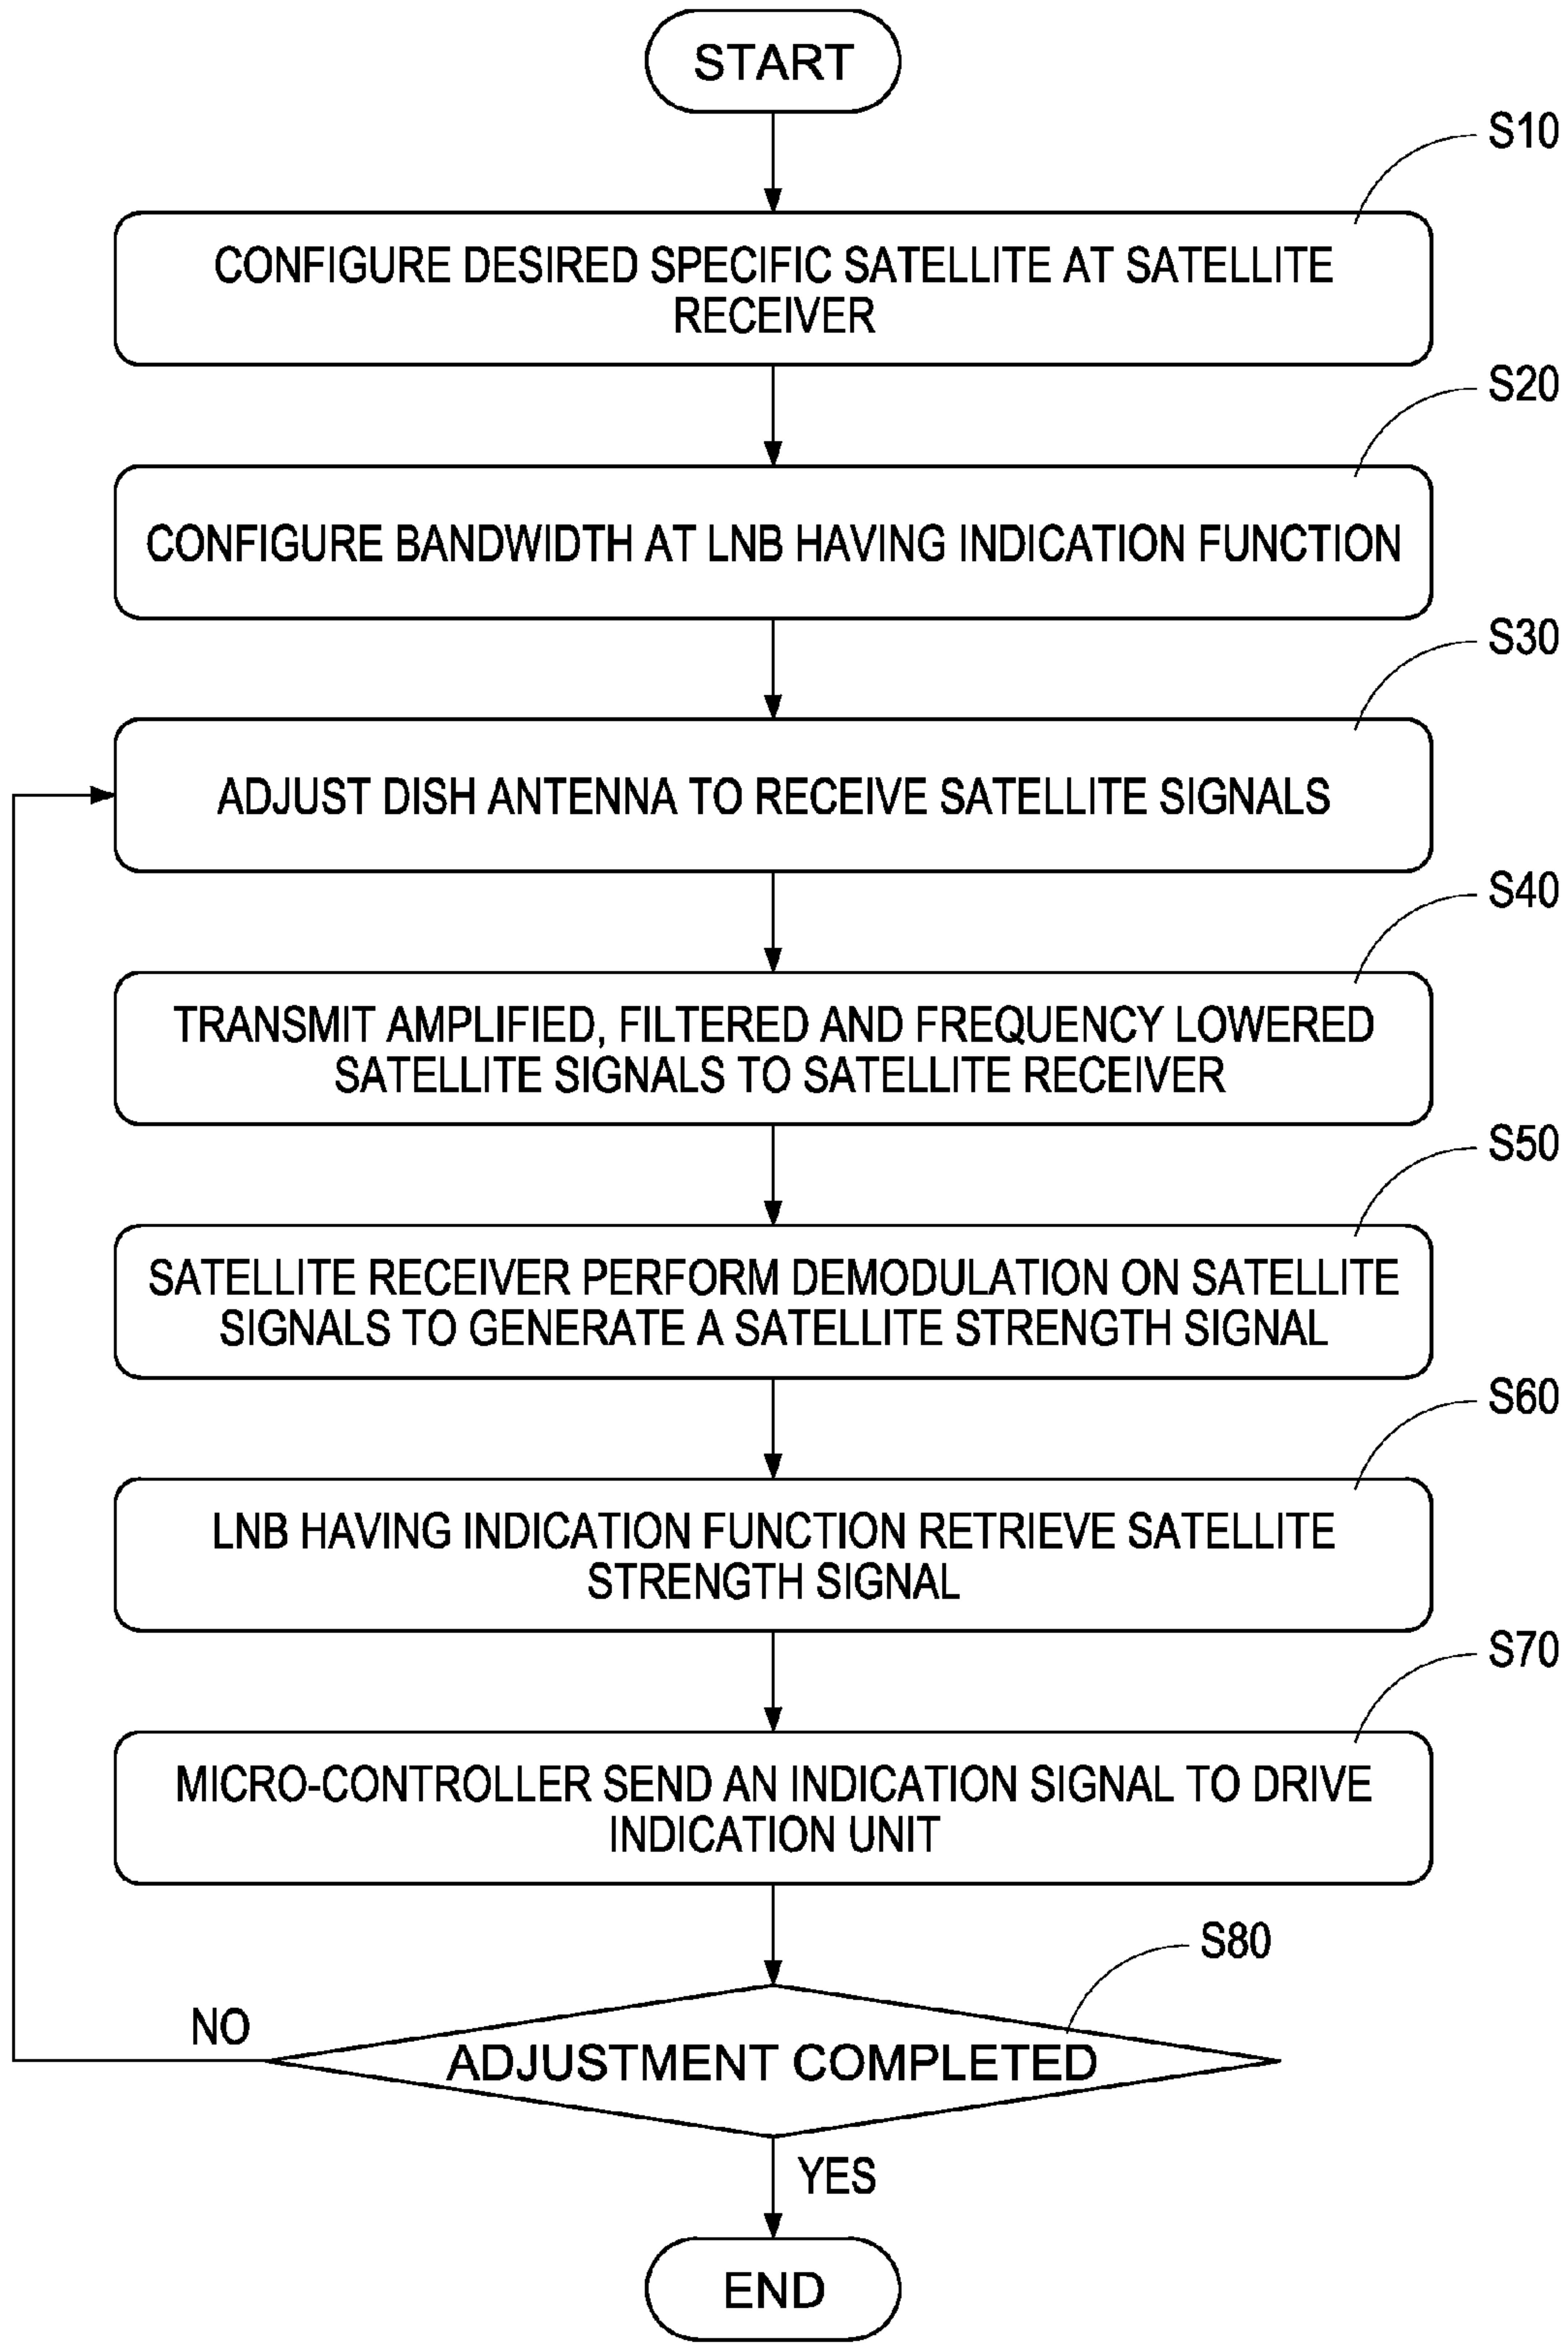 START
S10
CONFIGURE DESIRED SPECIFIC SATELLITE AT SATELLITE
RECEIVER
S20
CONFIGURE BANDWIDTH AT LNB HAVING INDICATION FUNCTION
S30
ADJUST DISH ANTENNA TO RECEIVE SATELLITE SIGNALS
S40
TRANSMIT AMPLIFIED, FILTERED AND FREQUENCY LOWERED
SATELLITE SIGNALS TO SATELLITE RECEIVER
S50
SATELLITE RECEIVER PERFORM DEMODULATION ON SATELLITE
SIGNALS TO GENERATE A SATELLITE STRENGTH SIGNAL
S60
LNB HAVING INDICATION FUNCTION RETRIEVE SATELLITE
STRENGTH SIGNAL
S70
MICRO-CONTROLLER SEND AN INDICATION SIGNAL TO DRIVE
INDICATION UNIT
S80
NO
ADJUSTMENT COMPLETED
YES
END